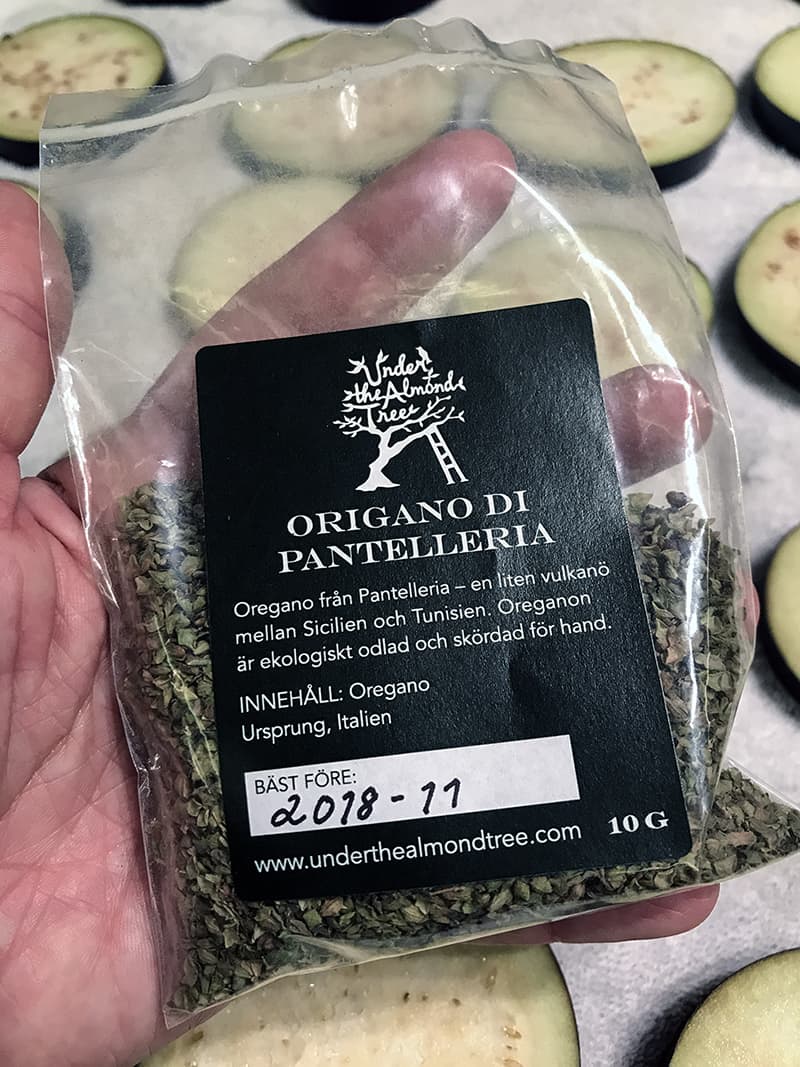 Under
the Almond
Tree
ORIGANO DI
PANTELLERIA
Oregano från Pantelleria – en liten vulkanö
mellan Sicilien och Tunisien. Oreganon
är ekologiskt odlad och skördad för hand.
INNEHÅLL: Oregano
Ursprung, Italien
BÄST FÖRE:
2018-11
www.underthealmondtree.com
10 G